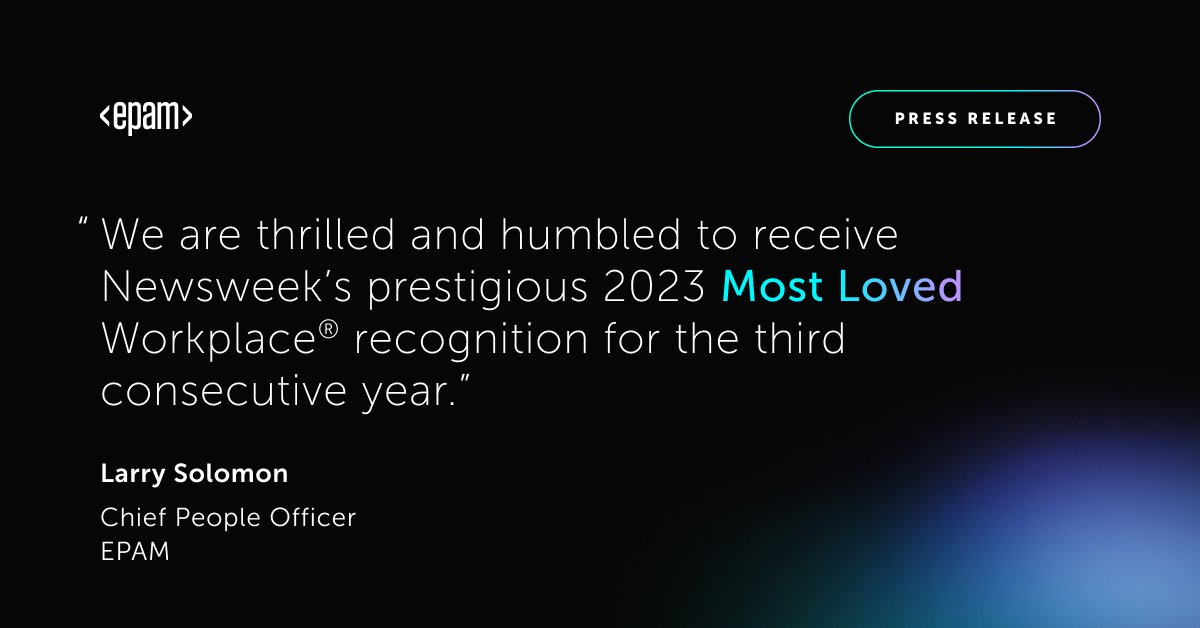 <epam>
PRESS RELEASE
“ We are thrilled and humbled to receive
Newsweek’s prestigious 2023 Most Loved
Workplace® recognition for the third
consecutive year.”
Larry Solomon
Chief People Officer
EPAM